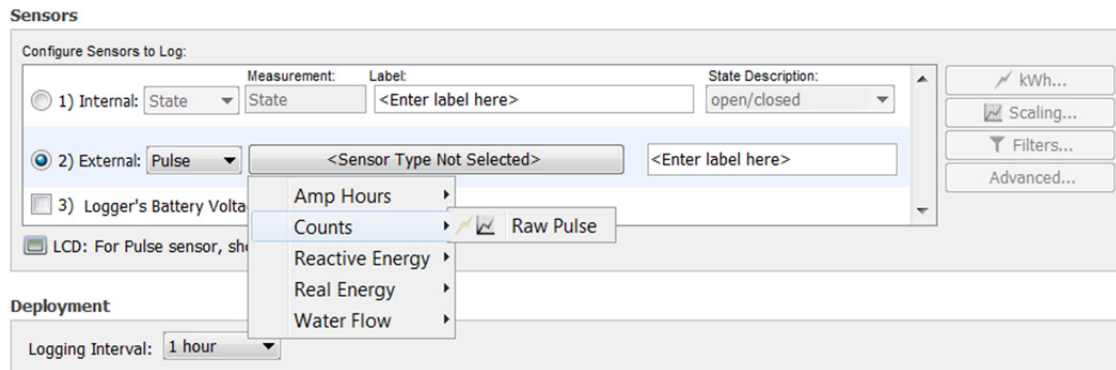 Sensors
Configure Sensors to Log:
Measurement: Label: State Description:
1) Internal: State State <Enter label here> open/closed
kWh...
Scaling...
2) External: Pulse <Sensor Type Not Selected> <Enter label here>
Filters...
Advanced...
Amp Hours
3) Logger's Battery Volta
Counts Raw Pulse
LCD: For Pulse sensor, sho
Reactive Energy
Real Energy
Water Flow
Deployment
Logging Interval: 1 hour